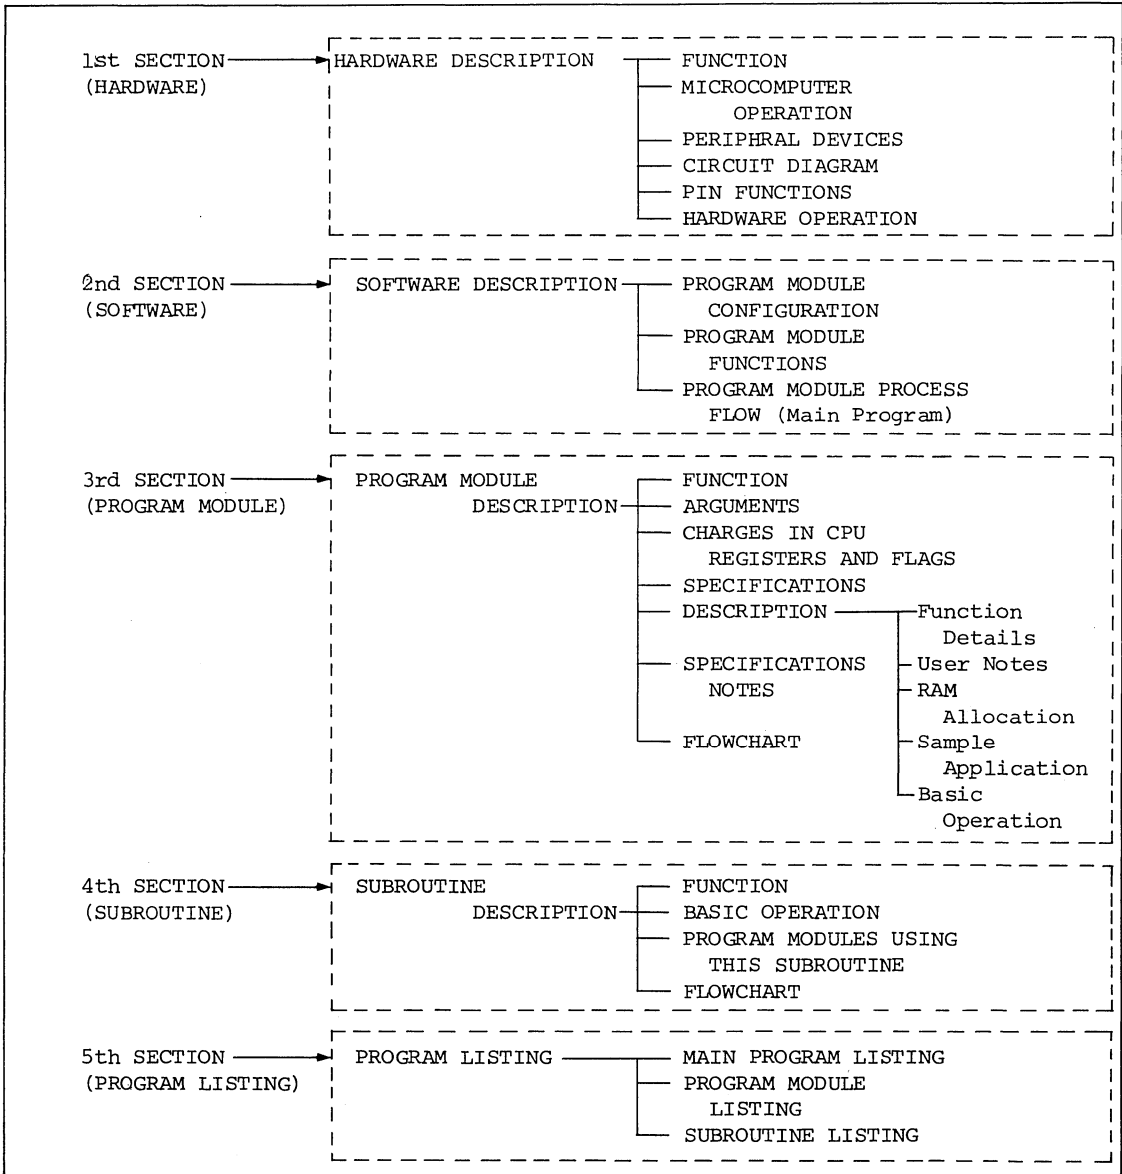 1st SECTION HARDWARE DESCRIPTION FUNCTION
(HARDWARE) MICROCOMPUTER
OPERATION
PERIPHRAL DEVICES
CIRCUIT DIAGRAM
PIN FUNCTIONS
HARDWARE OPERATION
2nd SECTION SOFTWARE DESCRIPTION PROGRAM MODULE
(SOFTWARE) CONFIGURATION
PROGRAM MODULE
FUNCTIONS
PROGRAM MODULE PROCESS
FLOW (Main Program)
3rd SECTION PROGRAM MODULE FUNCTION
(PROGRAM MODULE) DESCRIPTION ARGUMENTS
CHARGES IN CPU
REGISTERS AND FLAGS
SPECIFICATIONS
DESCRIPTION Function
Details
SPECIFICATIONS User Notes
NOTES RAM
Allocation
FLOWCHART Sample
Application
Basic
Operation
4th SECTION SUBROUTINE FUNCTION
(SUBROUTINE) DESCRIPTION BASIC OPERATION
PROGRAM MODULES USING
THIS SUBROUTINE
FLOWCHART
5th SECTION PROGRAM LISTING MAIN PROGRAM LISTING
(PROGRAM LISTING) PROGRAM MODULE
LISTING
SUBROUTINE LISTING